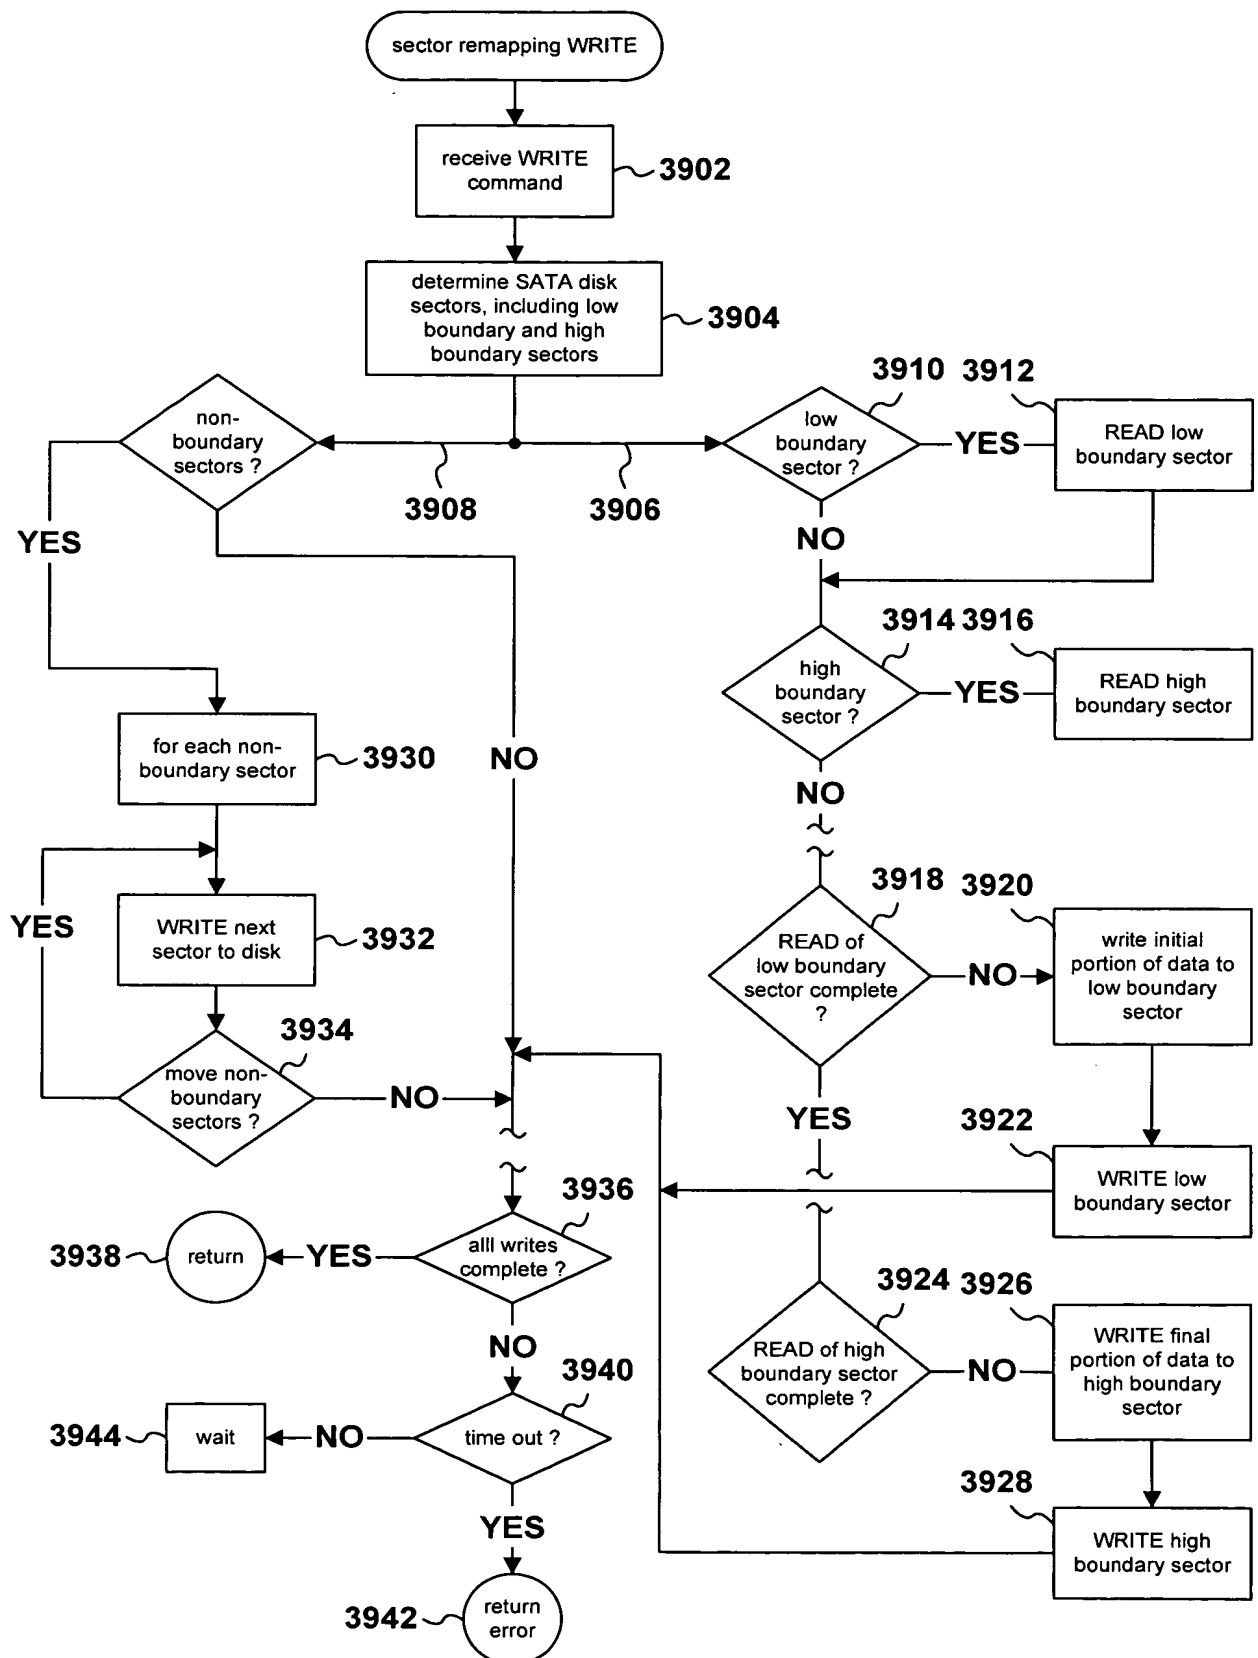 sector remapping WRITE
receive WRITE
command
3902
determine SATA disk
sectors, including low
boundary and high
boundary sectors
3904
non-
boundary
sectors ?
3908
3906
low
boundary
sector ?
3910
YES
3912
READ low
boundary sector
YES
NO
NO
high
boundary
sector ?
3914
YES
3916
READ high
boundary sector
NO
for each non-
boundary sector
3930
WRITE next
sector to disk
3932
YES
move non-
boundary
sectors ?
3934
NO
READ of
low boundary
sector complete
?
3918
NO
3920
write initial
portion of data to
low boundary
sector
YES
3922
WRITE low
boundary sector
alll writes
complete ?
3936
YES
return
3938
NO
READ of high
boundary sector
complete ?
3924
NO
3926
WRITE final
portion of data to
high boundary
sector
time out ?
3940
NO
wait
3944
YES
3928
WRITE high
boundary sector
return
error
3942